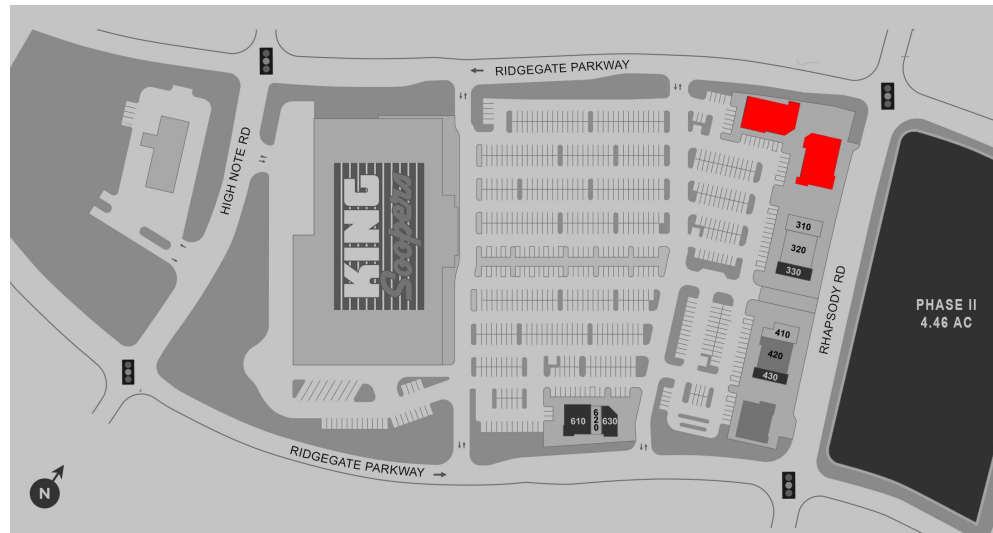 RIDGEGATE PARKWAY
HIGH NOTE RD
KING
Soopers
310
320
330
RHAPSODY RD
PHASE II
4.46 AC
410
420
430
610
620
630
RIDGEGATE PARKWAY
N